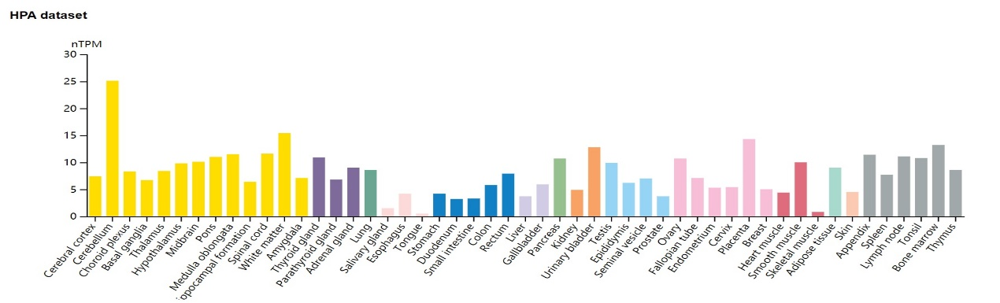 HPA dataset
nTPM
30
25
20
15
10
5
0
Cerebral cortex
Cerebellum
Choroid plexus
Basal ganglia
Thalamus
Hypothalamus
Midbrain
Pons
Medulla oblongata
ippocampal formation
Spinal cord
White matter
Amygdala
Thyroid gland
Parathyroid gland
Adrenal gland
Lung
Salivary gland
Esophagus
Tongue
Stomach
Duodenum
Small intestine
Colon
Rectum
Liver
Gallbladder
Pancreas
Kidney
Urinary bladder
Testis
Epididymis
Seminal vesicle
Prostate
Ovary
Fallopian tube
Endometrium
Cervix
Placenta
Breast
Heart muscle
Smooth muscle
Skeletal muscle
Adipose tissue
Skin
Appendix
Spleen
Lymph node
Tonsil
Bone marrow
Thymus